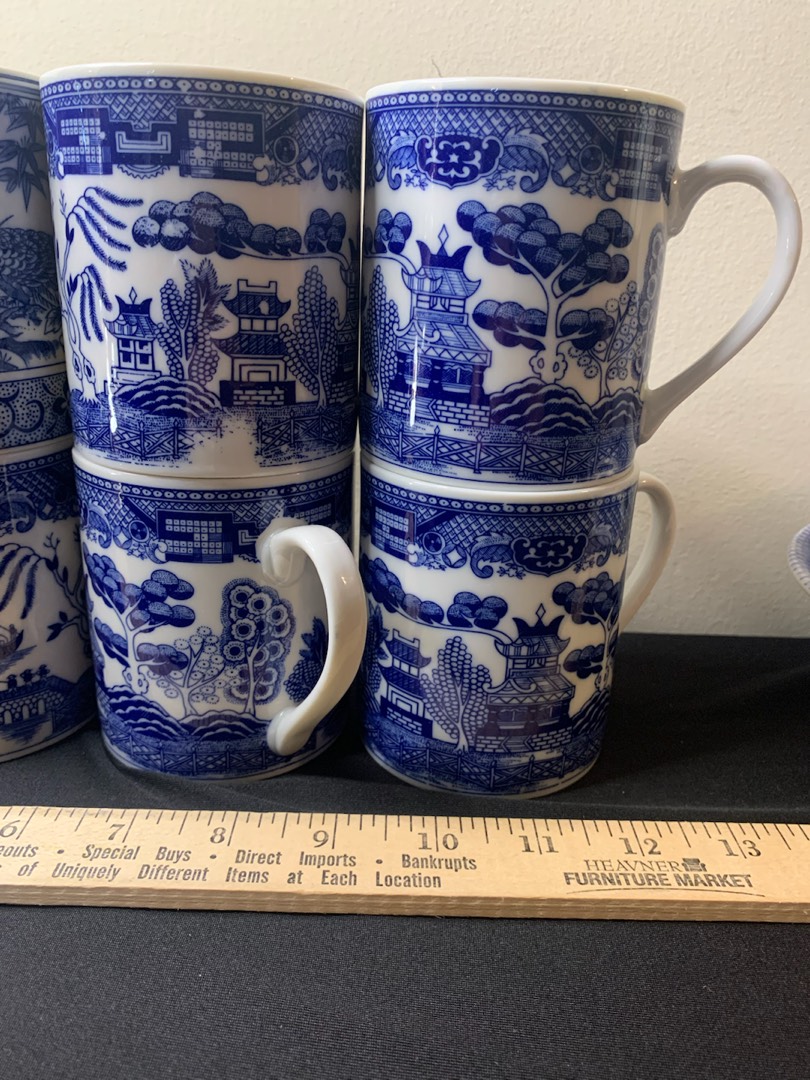 6 7 8 9 10 11 12 13
eouts • Special Buys • Direct Imports • Bankrupts
s of Uniquely Different Items at Each Location
HEAVNER
FURNITURE MARKET